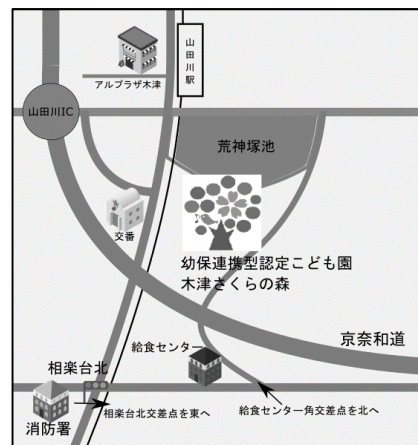 山田川駅
アルプラザ木津
山田川IC
荒神塚池
交番
幼保連携型認定こども園
木津さくらの森
京奈和道
給食センター
相楽台北
消防署
相楽台北交差点を東へ
給食センター角交差点を北へ